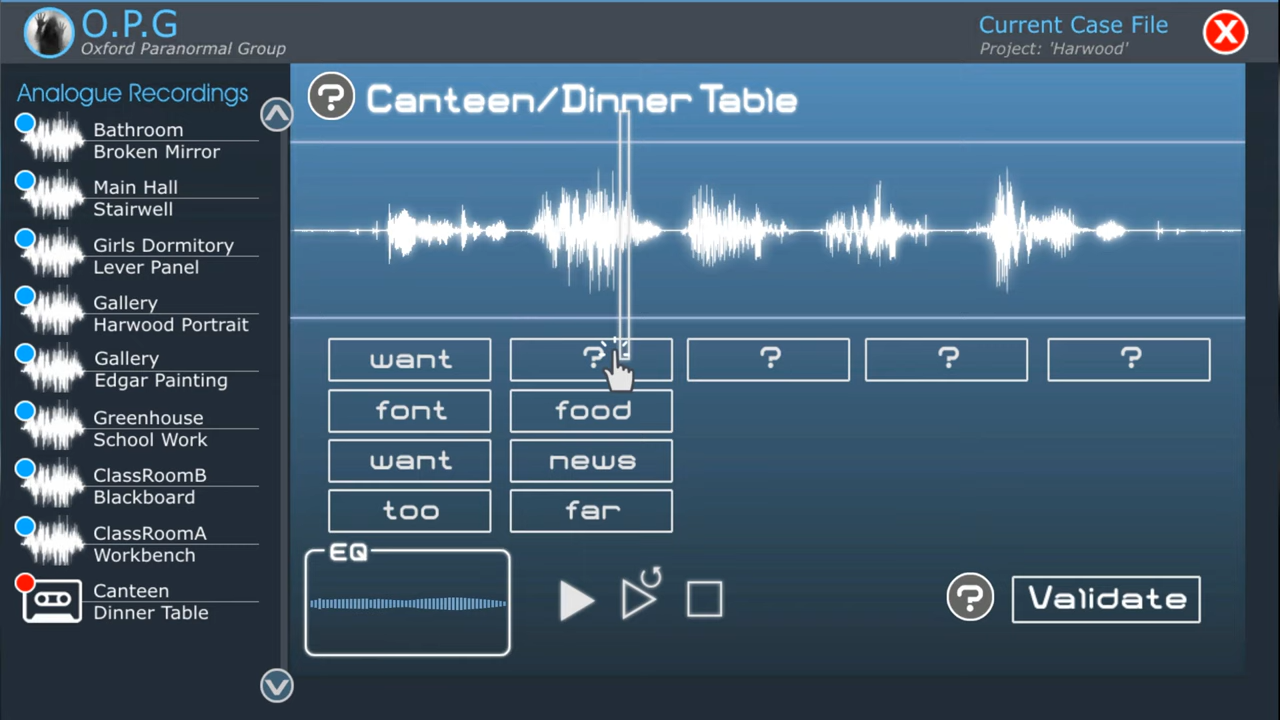 O.P.G
Oxford Paranormal Group
Current Case File
Project: 'Harwood'
X
Analogue Recordings
Bathroom
Broken Mirror
Main Hall
Stairwell
Girls Dormitory
Lever Panel
Gallery
Harwood Portrait
Gallery
Edgar Painting
Greenhouse
School Work
ClassRoomB
Blackboard
ClassRoomA
Workbench
Canteen
Dinner Table
? Canteen/Dinner Table
want ? ? ? ?
font food
want news
too far
EQ
? Validate